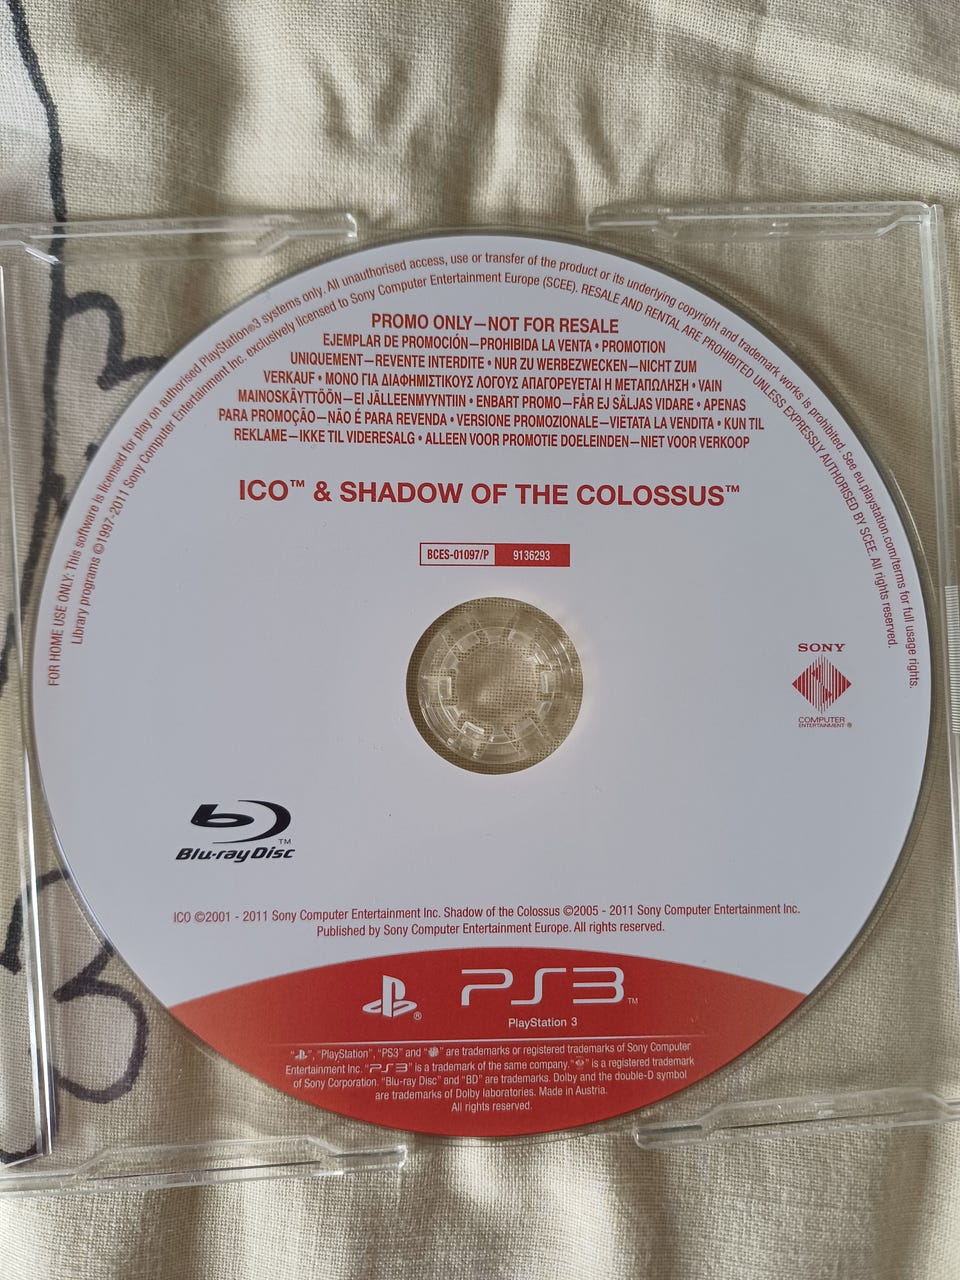 FOR HOME USE ONLY: This software is licensed for play on authorised PlayStation®3 systems only. All unauthorised access, use or transfer of the product or its underlying copyright and trademark works is prohibited. See eu.playstation.com/terms for full usage rights.
Library programs ©1997-2011 Sony Computer Entertainment Inc. exclusively licensed to Sony Computer Entertainment Europe (SCEE). RESALE AND RENTAL ARE PROHIBITED UNLESS EXPRESSLY AUTHORISED BY SCEE. All rights reserved.
PROMO ONLY—NOT FOR RESALE
EJEMPLAR DE PROMOCIÓN—PROHIBIDA LA VENTA • PROMOTION
UNIQUEMENT—REVENTE INTERDITE • NUR ZU WERBEZWECKEN—NICHT ZUM
VERKAUF • ΜΟΝΟ ΓΙΑ ΔΙΑΦΗΜΙΣΤΙΚΟΥΣ ΛΟΓΟΥΣ ΑΠΑΓΟΡΕΥΕΤΑΙ Η ΜΕΤΑΠΩΛΗΣΗ • VAIN
MAINOSKÄYTTÖÖN—EI JÄLLEENMYYNTIIN • ENBART PROMO—FÅR EJ SÄLJAS VIDARE • APENAS
PARA PROMOÇÃO—NÃO É PARA REVENDA • VERSIONE PROMOZIONALE—VIETATA LA VENDITA • KUN TIL
REKLAME—IKKE TIL VIDERESALG • ALLEEN VOOR PROMOTIE DOELEINDEN—NIET VOOR VERKOOP
ICO™ & SHADOW OF THE COLOSSUS™
BCES-01097/P 9136293
SONY
COMPUTER
ENTERTAINMENT ®
Blu-ray Disc ™
ICO ©2001 - 2011 Sony Computer Entertainment Inc. Shadow of the Colossus ©2005 - 2011 Sony Computer Entertainment Inc.
Published by Sony Computer Entertainment Europe. All rights reserved.
® PS3 ™
PlayStation 3
" ", "PlayStation", "PS3" and " " are trademarks or registered trademarks of Sony Computer
Entertainment Inc. "PS3" is a trademark of the same company. " " is a registered trademark
of Sony Corporation. "Blu-ray Disc" and "BD" are trademarks. Dolby and the double-D symbol
are trademarks of Dolby laboratories. Made in Austria.
All rights reserved.